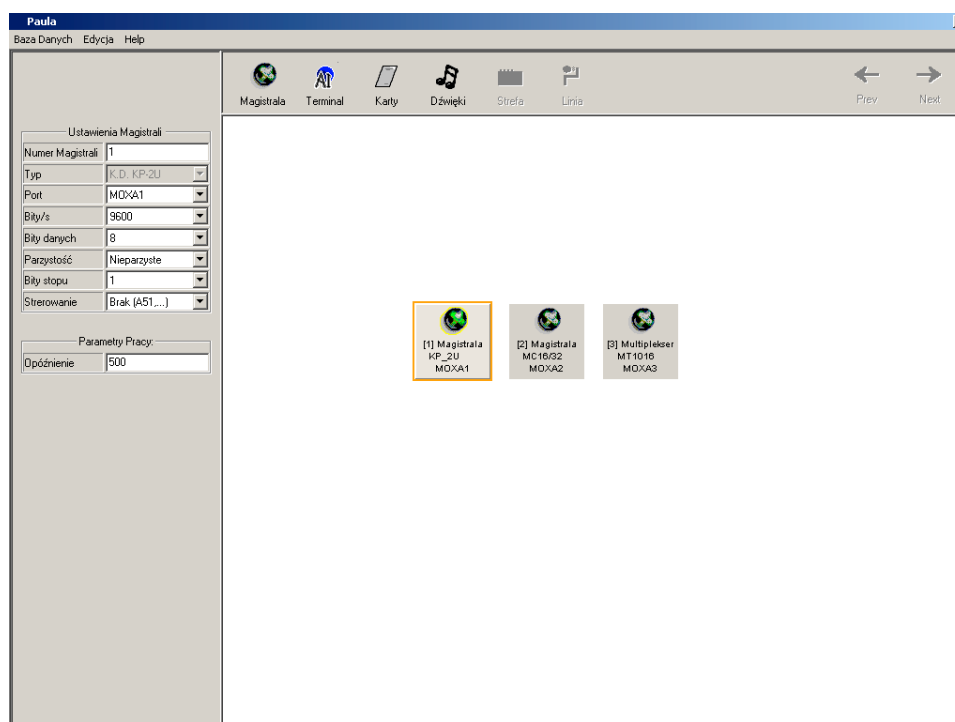 Paula
Baza Danych Edycja Help
Magistrala Terminal Karty Dźwięki Strefa Linia Prev Next
Ustawienia Magistrali
Numer Magistrali 1
Typ K.D. KP-2U
Port MOXA1
Bity/s 9600
Bity danych 8
Parzystość Nieparzyste
Bity stopu 1
Strerowanie Brak (A51,...)
Parametry Pracy:
Opóźnienie 500
[1] Magistrala
KP_2U
MOXA1
[2] Magistrala
MC16/32
MOXA2
[3] Multiplekser
MT1016
MOXA3